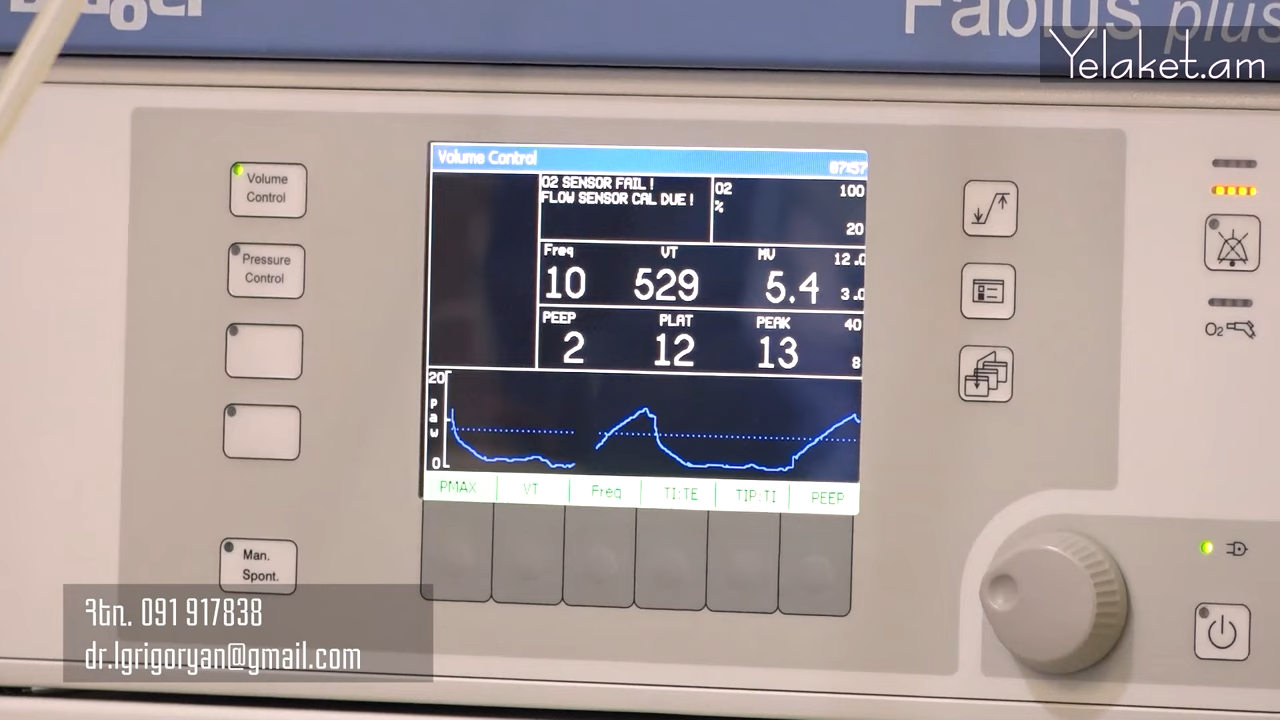 Dräger
Fabius plus
Yelaket.am
Volume
Control
Pressure
Control
Man.
Spont.
Volume Control 07:57
O2 SENSOR FAIL !
FLOW SENSOR CAL DUE !
O2 100
%
20
Freq VT MV 12.0
10 529 5.4 3.0
PEEP PLAT PEAK 40
2 12 13 8
20
Paw
0
PMAX VT Freq TI:TE TIP:TI PEEP
O2
Հեռ. 091 917838
dr.lgrigoryan@gmail.com